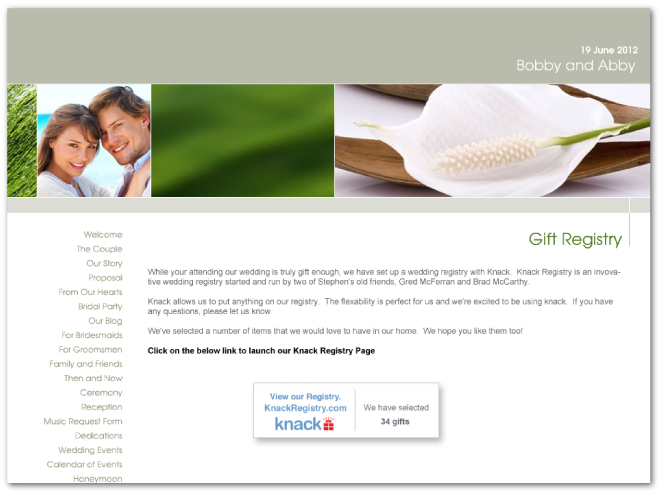 19 June 2012
Bobby and Abby
Gift Registry
Welcome
The Couple
Our Story
Proposal
From Our Hearts
Bridal Party
Our Blog
For Bridesmaids
For Groomsmen
Family and Friends
Then and Now
Ceremony
Reception
Music Request Form
Dedications
Wedding Events
Calendar of Events
Honeymoon
While your attending our wedding is truly gift enough, we have set up a wedding registry with Knack. Knack Registry is an innova-
tive wedding registry started and run by two of Stephen's old friends, Gred McFerran and Brad McCarthy.
Knack allows us to put anything on our registry. The flexability is perfect for us and we're excited to be using knack. If you have
any questions, please let us know.
We've selected a number of items that we would love to have in our home. We hope you like them too!
Click on the below link to launch our Knack Registry Page
View our Registry.
KnackRegistry.com
knack
We have selected
34 gifts